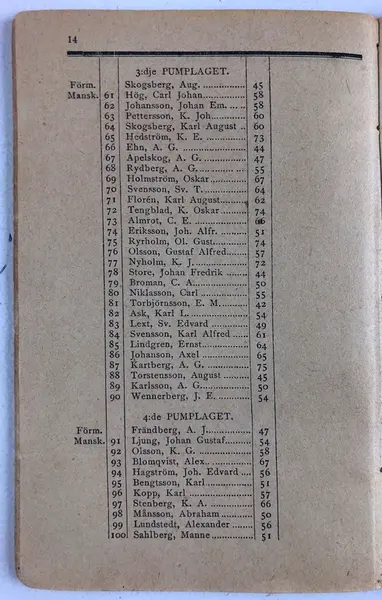 14
3:dje PUMPLAGET.
Förm. Skogsberg, Aug. 45
Mansk. 61 Hög, Carl Johan 58
62 Johansson, Johan Em. 58
63 Pettersson, K. Joh. 60
64 Skogsberg, Karl August 60
65 Hedström, K. E. 73
66 Ehn, A. G. 44
67 Apelskog, A. G. 47
68 Rydberg, A. G. 55
69 Holmström, Oskar 67
70 Svensson, Sv. T. 64
71 Florén, Karl August 62
72 Tengblad, K. Oskar 74
73 Almrot, C. E. 66
74 Eriksson, Joh. Alfr. 51
75 Ryrholm, Ol. Gust. 74
76 Olsson, Gustaf Alfred 57
77 Nyholm, K. J. 72
78 Store, Johan Fredrik 44
79 Broman, C. A. 50
80 Niklasson, Carl 55
81 Torbjörnsson, E. M. 42
82 Ask, Karl L. 54
83 Lext, Sv. Edvard 49
84 Svensson, Karl Alfred 61
85 Lindgren, Ernst 64
86 Johanson, Axel 65
87 Kartberg, A. G. 75
88 Torstensson, August 45
89 Karlsson, A. G. 50
90 Wennerberg, J. E. 54
4:de PUMPLAGET.
Förm. Frändberg, A. J. 47
Mansk. 91 Ljung, Johan Gustaf 54
92 Olsson, K. G. 58
93 Blomqvist, Alex. 67
94 Hagström, Joh. Edvard 56
95 Bengtsson, Karl 51
96 Kopp, Karl 57
97 Stenberg, K. A. 66
98 Månsson, Abraham 50
99 Lundstedt, Alexander 56
100 Sahlberg, Manne 51